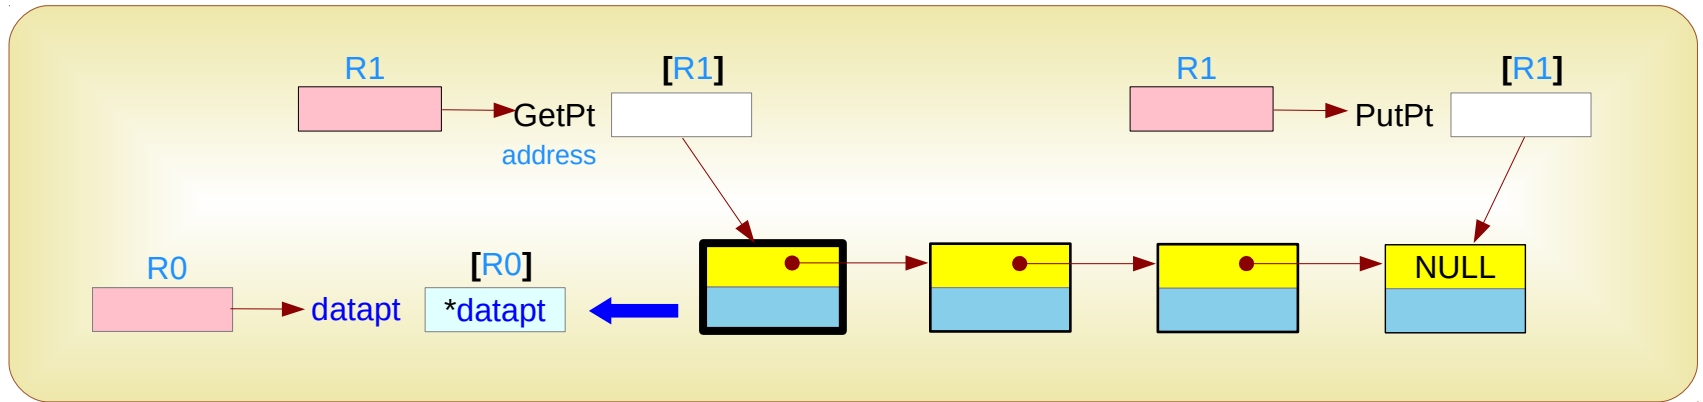 R1
[R1]
R1
[R1]
GetPt
PutPt
address
R0
[R0]
NULL
datapt
*datapt